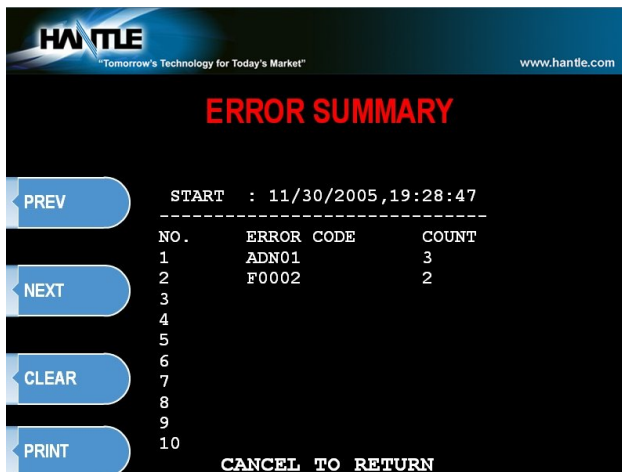 HANTLE
"Tomorrow's Technology for Today's Market" www.hantle.com
ERROR SUMMARY
START : 11/30/2005,19:28:47
-------------------------------
NO. ERROR CODE COUNT
1 ADN01 3
2 F0002 2
3
4
5
6
7
8
9
10
CANCEL TO RETURN
PREV
NEXT
CLEAR
PRINT